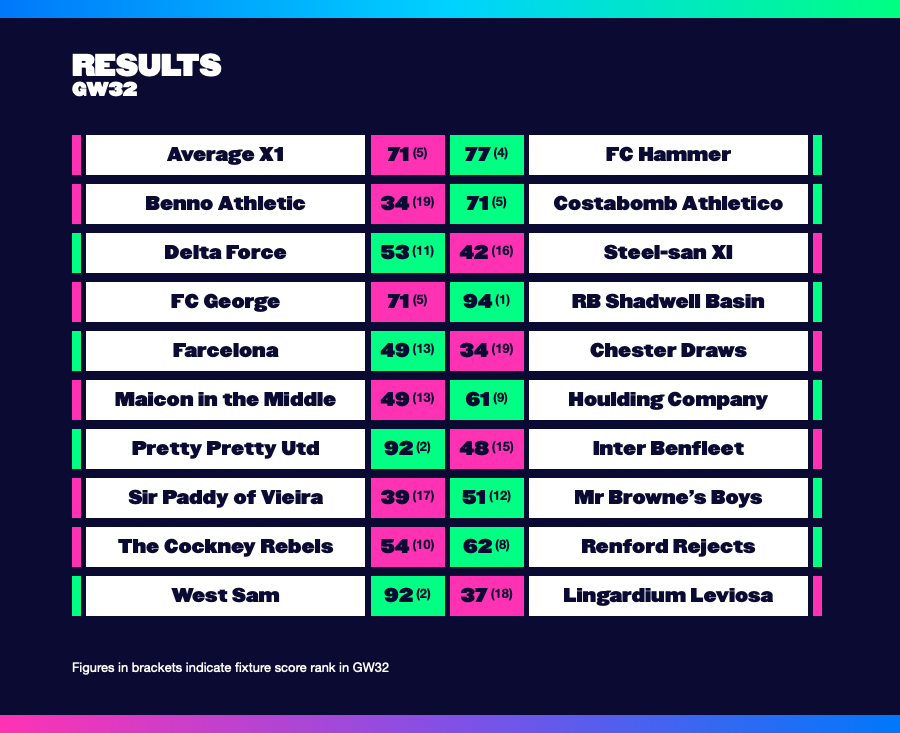 RESULTS
GW32
Average X1 71 (5) 77 (4) FC Hammer
Benno Athletic 34 (19) 71 (5) Costabomb Athletico
Delta Force 53 (11) 42 (16) Steel-san XI
FC George 71 (5) 94 (1) RB Shadwell Basin
Farcelona 49 (13) 34 (19) Chester Draws
Maicon in the Middle 49 (13) 61 (9) Houlding Company
Pretty Pretty Utd 92 (2) 48 (15) Inter Benfleet
Sir Paddy of Vieira 39 (17) 51 (12) Mr Browne’s Boys
The Cockney Rebels 54 (10) 62 (8) Renford Rejects
West Sam 92 (2) 37 (18) Lingardium Leviosa
Figures in brackets indicate fixture score rank in GW32